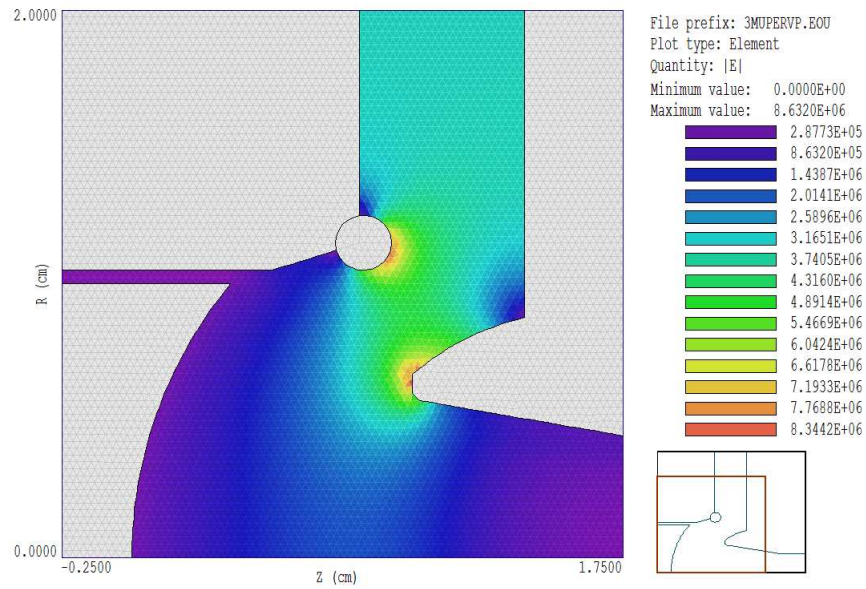 2.0000
R (cm)
0.0000
-0.2500
Z (cm)
1.7500
File prefix: 3MUPERVP.EOU
Plot type: Element
Quantity: |E|
Minimum value: 0.0000E+00
Maximum value: 8.6320E+06
2.8773E+05
8.6320E+05
1.4387E+06
2.0141E+06
2.5896E+06
3.1651E+06
3.7405E+06
4.3160E+06
4.8914E+06
5.4669E+06
6.0424E+06
6.6178E+06
7.1933E+06
7.7688E+06
8.3442E+06